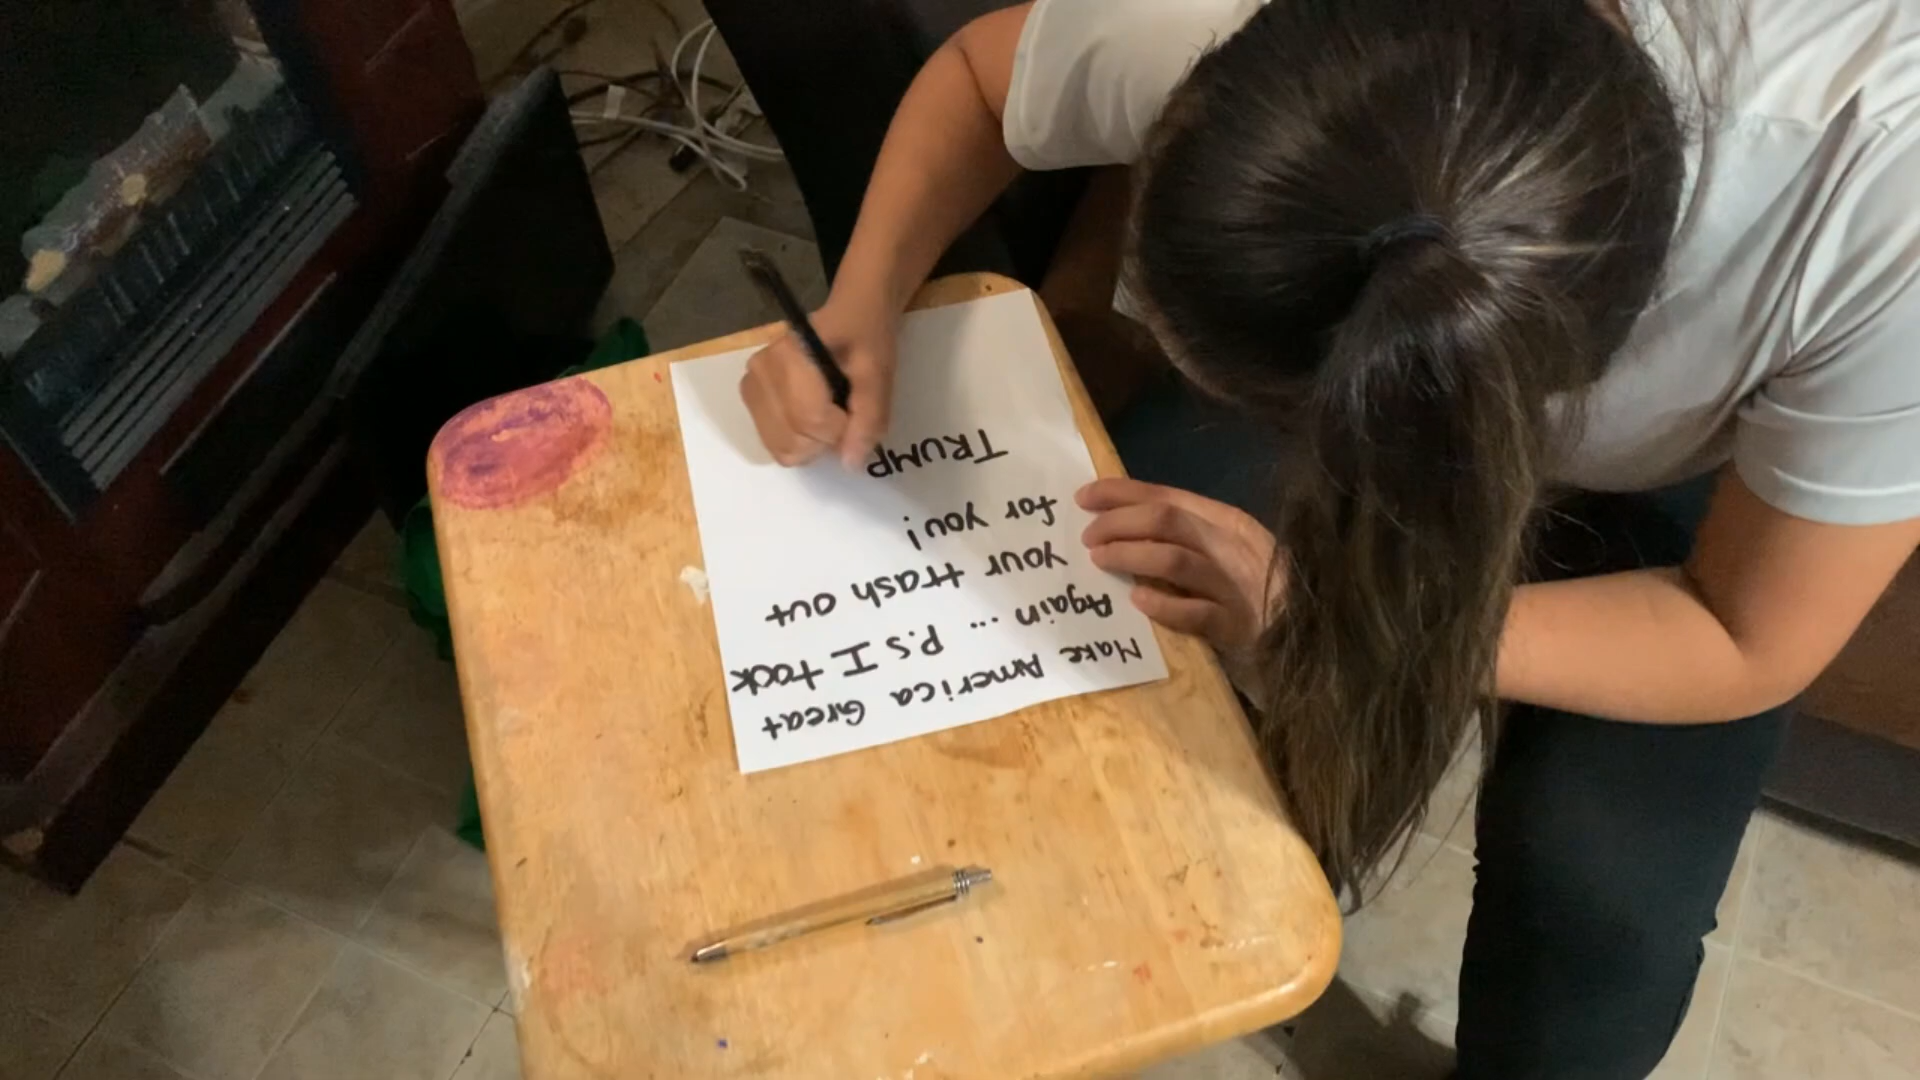 Make America Great
Again ... P.S I took
your trash out
for you!
TRUMP